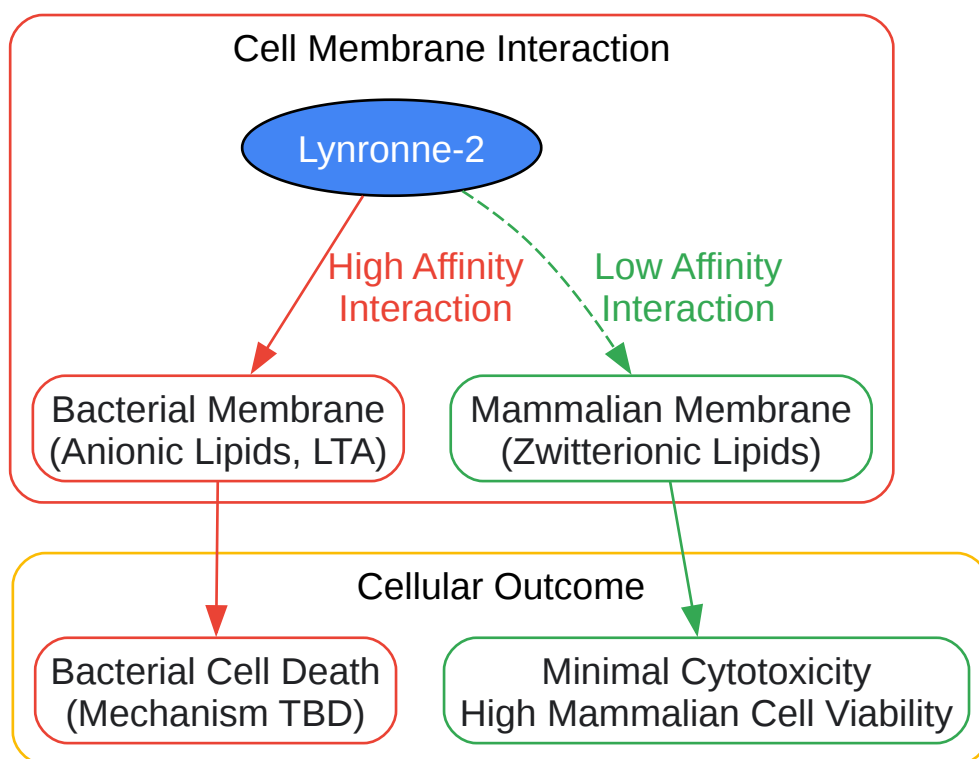 Cell Membrane Interaction
Lynronne-2
High Affinity
Interaction
Low Affinity
Interaction
Bacterial Membrane
(Anionic Lipids, LTA)
Mammalian Membrane
(Zwitterionic Lipids)
Cellular Outcome
Bacterial Cell Death
(Mechanism TBD)
Minimal Cytotoxicity
High Mammalian Cell Viability